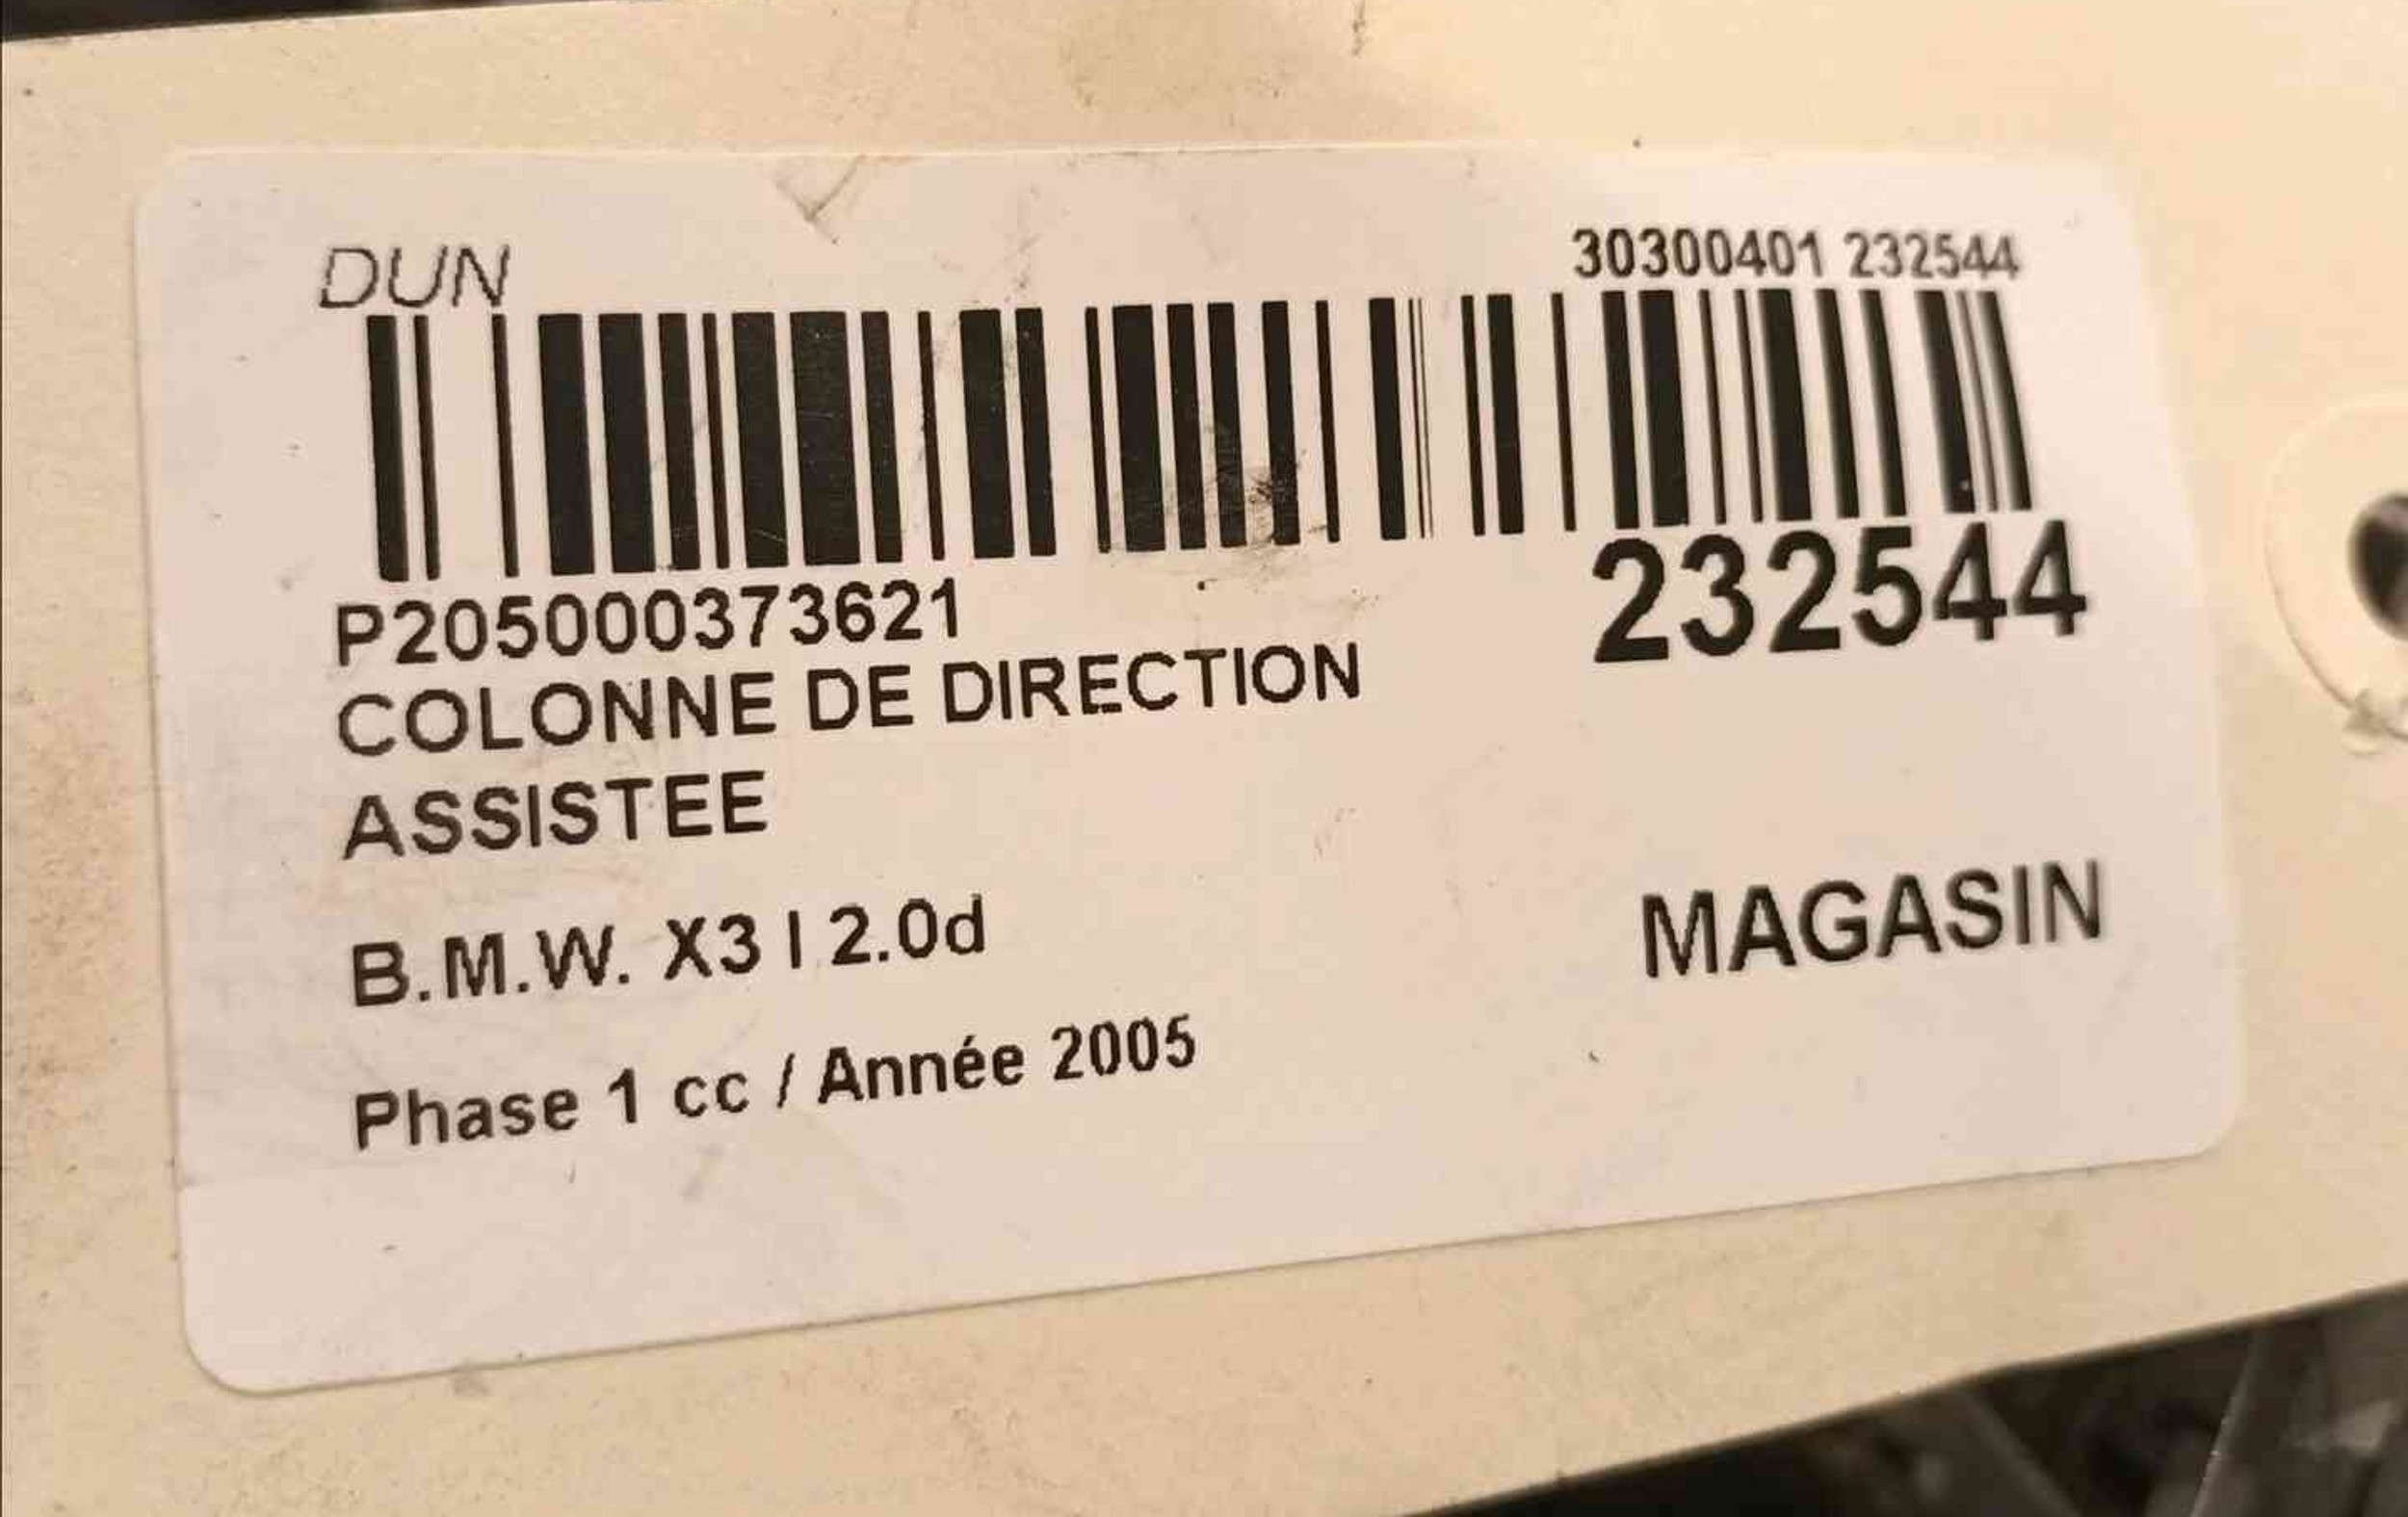 DUN
30300401 232544
P205000373621
232544
COLONNE DE DIRECTION
ASSISTEE
B.M.W. X3 I 2.0d
MAGASIN
Phase 1 cc / Année 2005